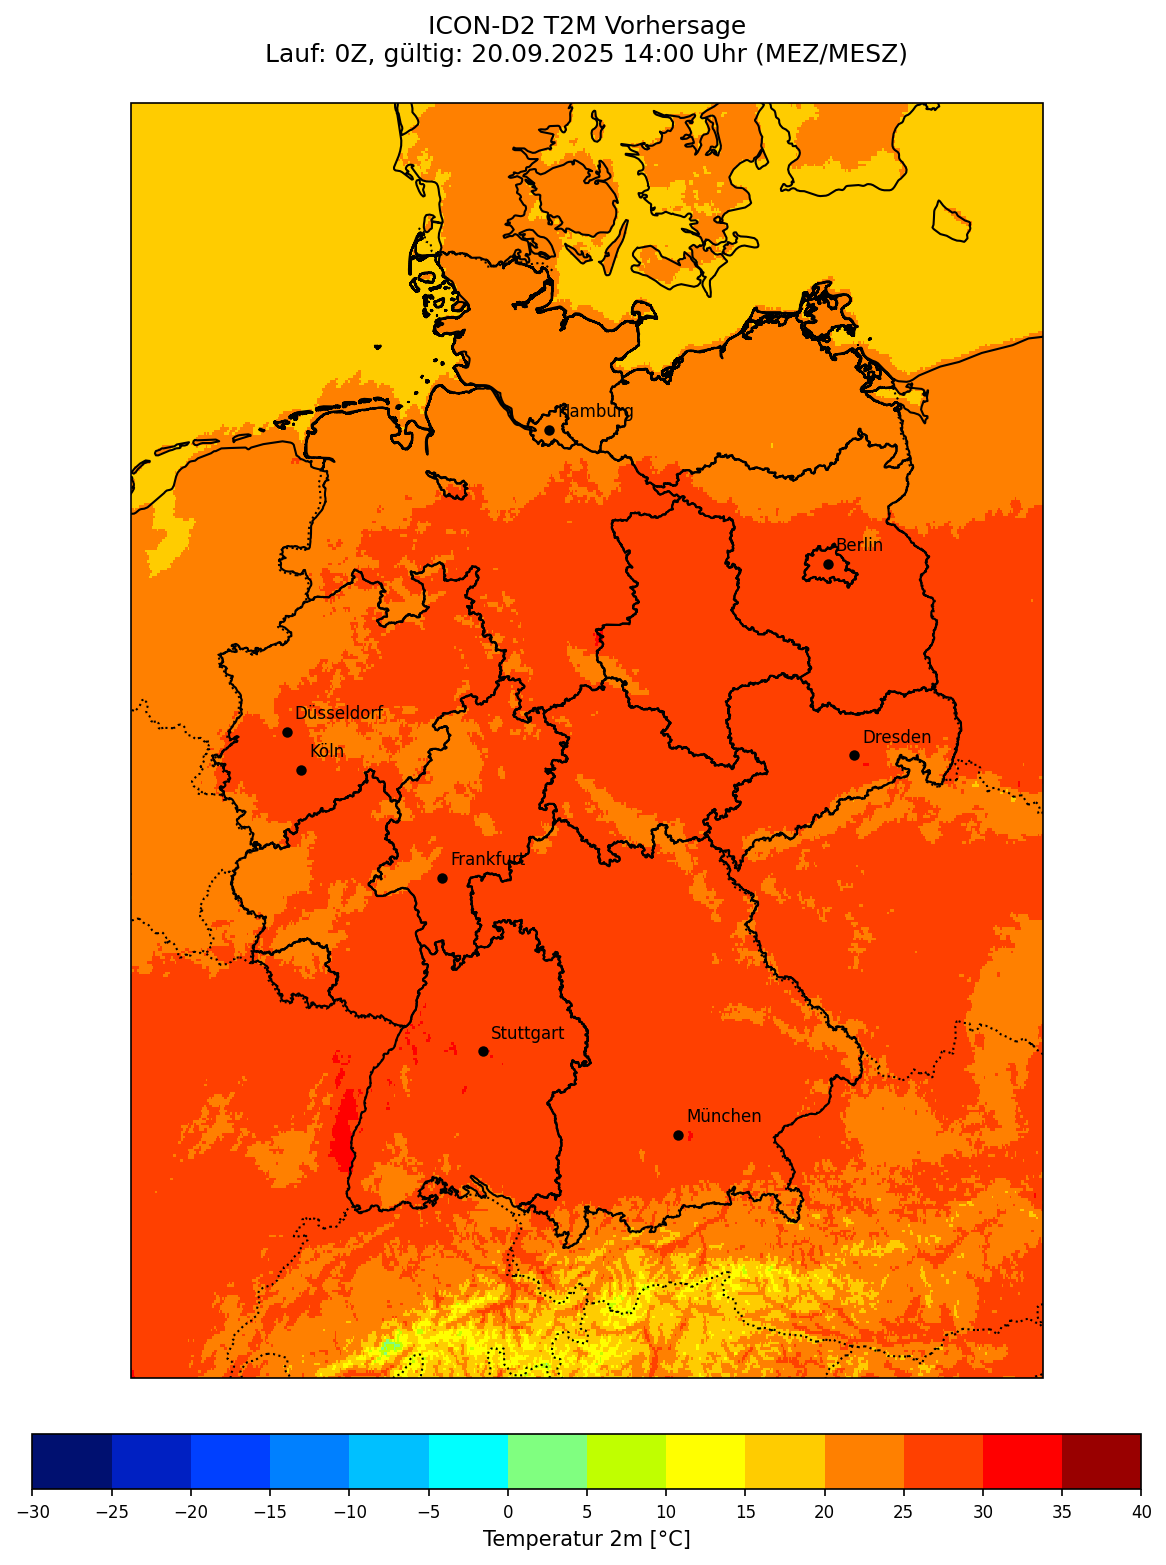 ICON-D2 T2M Vorhersage
Lauf: 0Z, gültig: 20.09.2025 14:00 Uhr (MEZ/MESZ)
Hamburg
Berlin
Düsseldorf
Dresden
Köln
Frankfurt
Stuttgart
München
−30 −25 −20 −15 −10 −5 0 5 10 15 20 25 30 35 40
Temperatur 2m [°C]